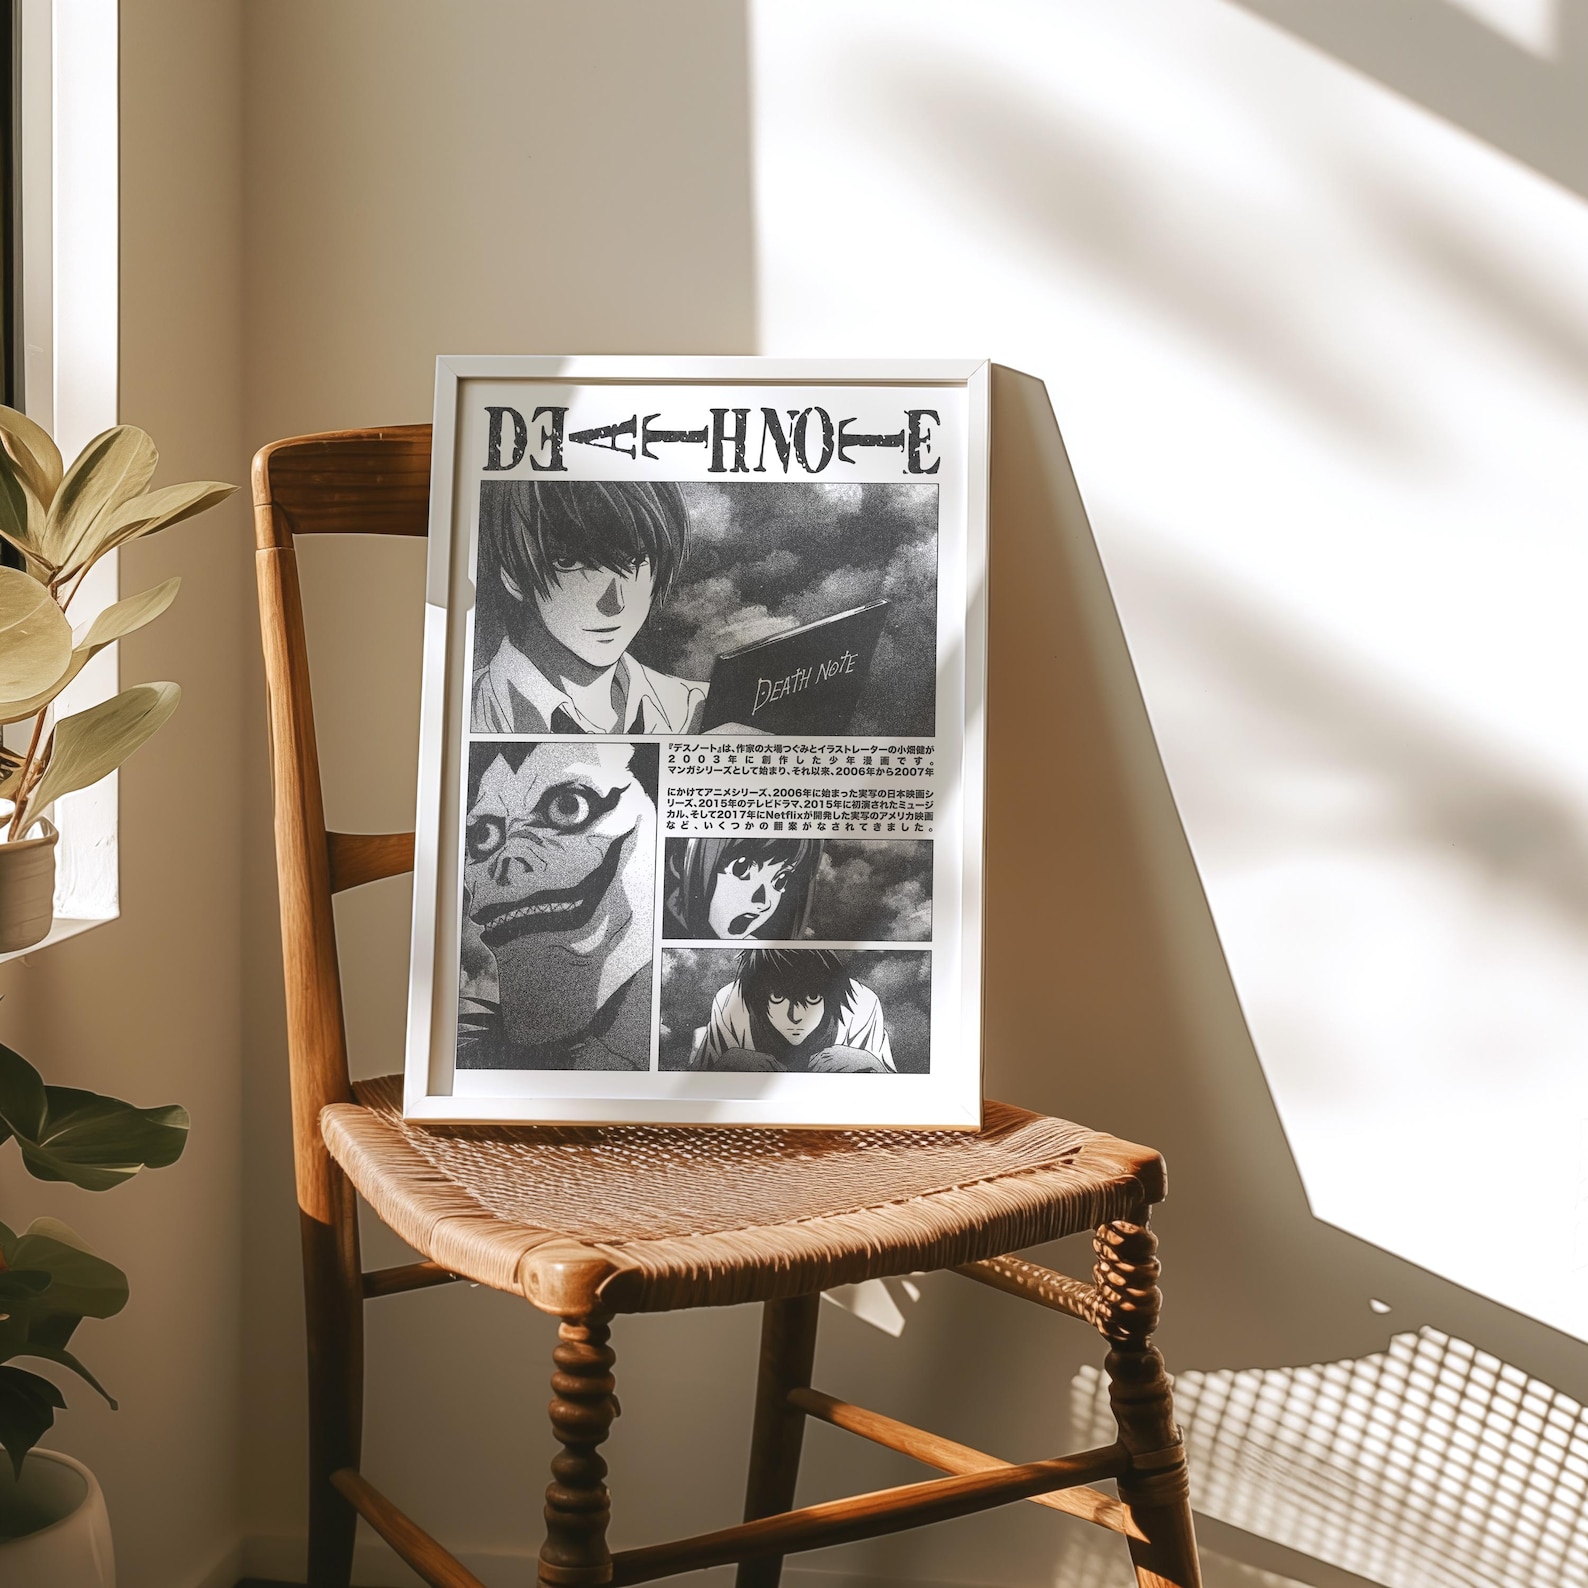 DEATH NOTE
DEATH NOTE
『デスノート』は、作家の大場つぐみとイラストレーターの小畑健が
2003年に創作した少年漫画です。
マンガシリーズとして始まり、それ以来、2006年から2007年
にかけてアニメシリーズ、2006年に始まった実写の日本映画シ
リーズ、2015年のテレビドラマ、2015年に初演されたミュージ
カル、そして2017年にNetflixが開発した実写のアメリカ映画
など、いくつかの翻案がなされてきました。